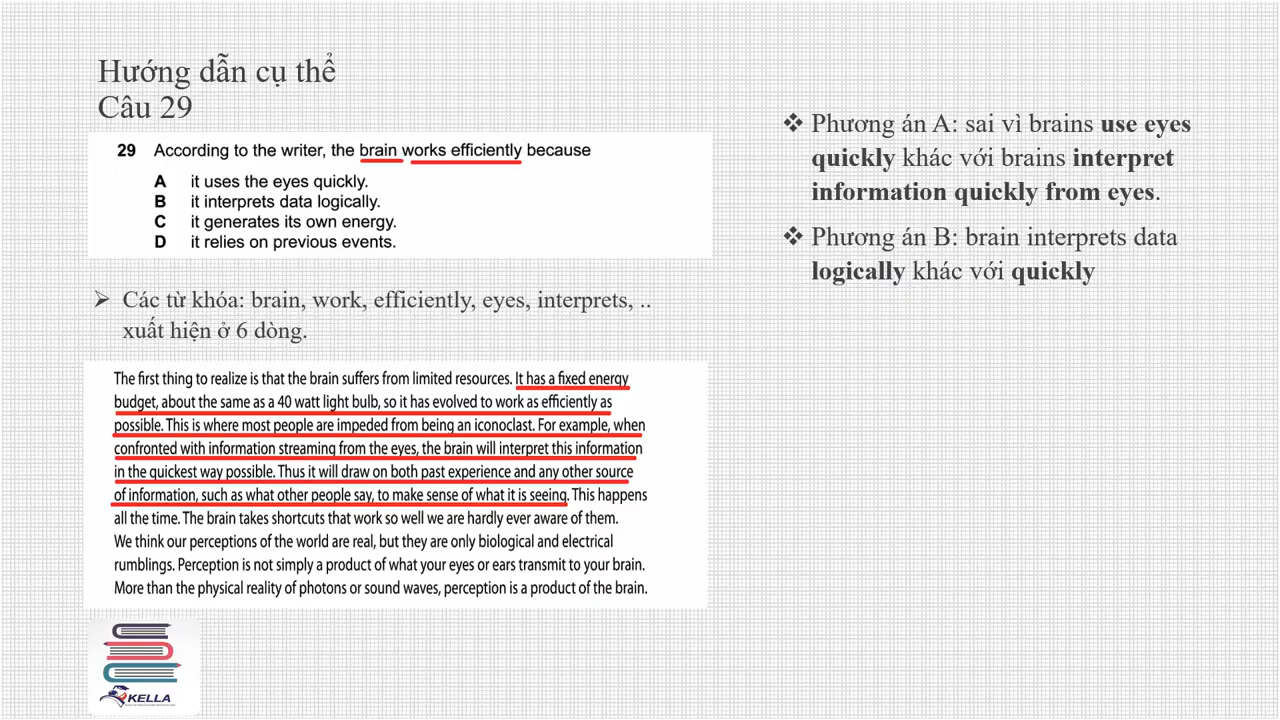 Hướng dẫn cụ thể
Câu 29
29 According to the writer, the brain works efficiently because
A it uses the eyes quickly.
B it interprets data logically.
C it generates its own energy.
D it relies on previous events.
➢ Các từ khóa: brain, work, efficiently, eyes, interprets, ..
xuất hiện ở 6 dòng.
The first thing to realize is that the brain suffers from limited resources. It has a fixed energy
budget, about the same as a 40 watt light bulb, so it has evolved to work as efficiently as
possible. This is where most people are impeded from being an iconoclast. For example, when
confronted with information streaming from the eyes, the brain will interpret this information
in the quickest way possible. Thus it will draw on both past experience and any other source
of information, such as what other people say, to make sense of what it is seeing. This happens
all the time. The brain takes shortcuts that work so well we are hardly ever aware of them.
We think our perceptions of the world are real, but they are only biological and electrical
rumblings. Perception is not simply a product of what your eyes or ears transmit to your brain.
More than the physical reality of photons or sound waves, perception is a product of the brain.
❖ Phương án A: sai vì brains use eyes
quickly khác với brains interpret
information quickly from eyes.
❖ Phương án B: brain interprets data
logically khác với quickly
KELLA